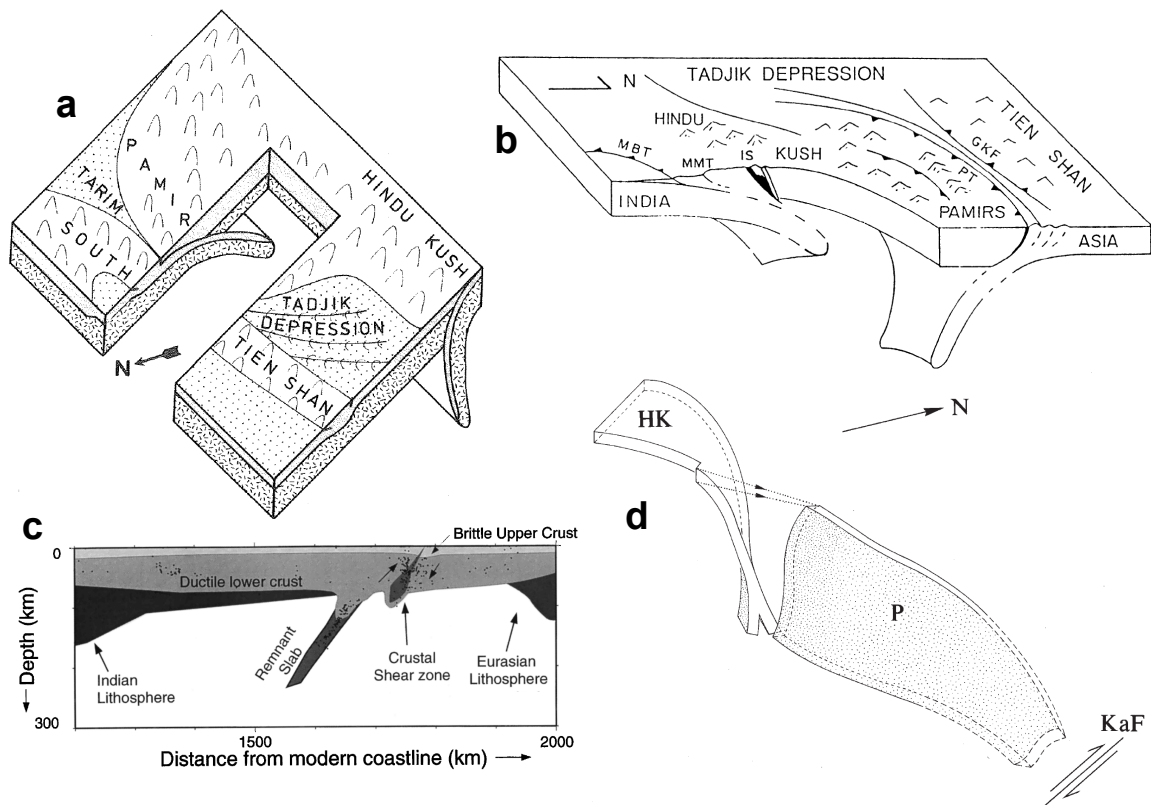 a
PAMIR
TARIM
SOUTH
HINDU KUSH
TADJIK
DEPRESSION
TIEN SHAN
N
b
N
TADJIK DEPRESSION
TIEN SHAN
HINDU
KUSH
MBT
MMT
IS
GKF
PT
INDIA
PAMIRS
ASIA
c
Brittle Upper Crust
0
Ductile lower crust
Depth (km)
Remnant
Slab
Indian
Lithosphere
Crustal
Shear zone
Eurasian
Lithosphere
300
1500
2000
Distance from modern coastline (km)
d
HK
N
P
KaF